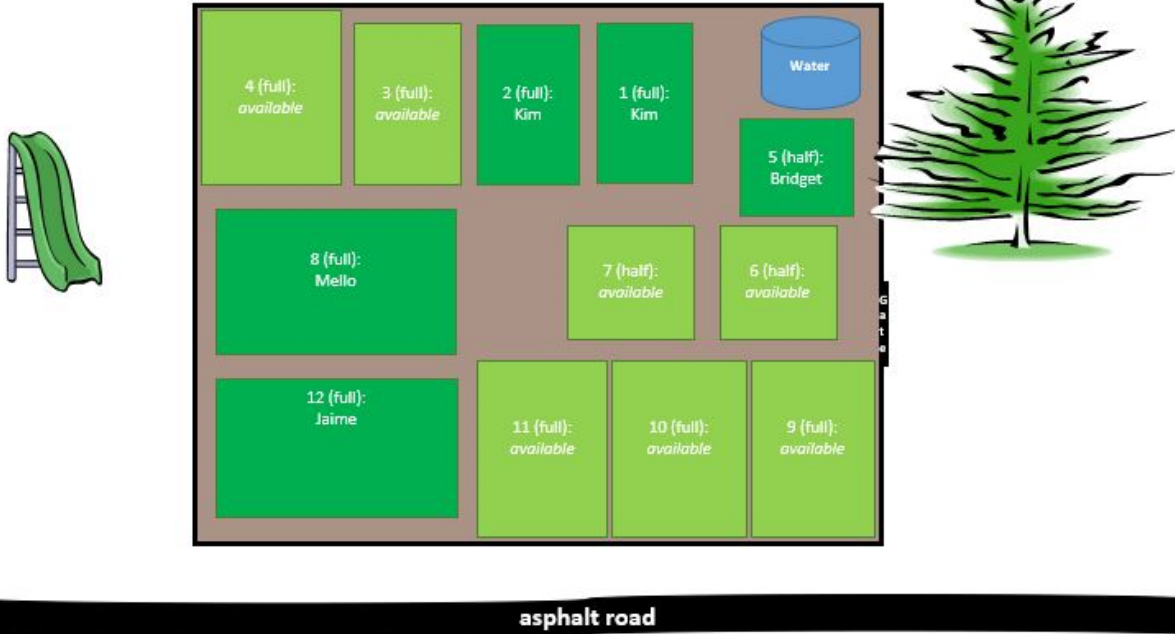 4 (full):
available
3 (full):
available
2 (full):
Kim
1 (full):
Kim
Water
5 (half):
Bridget
8 (full):
Mello
7 (half):
available
6 (half):
available
G
a
t
e
12 (full):
Jaime
11 (full):
available
10 (full):
available
9 (full):
available
asphalt road